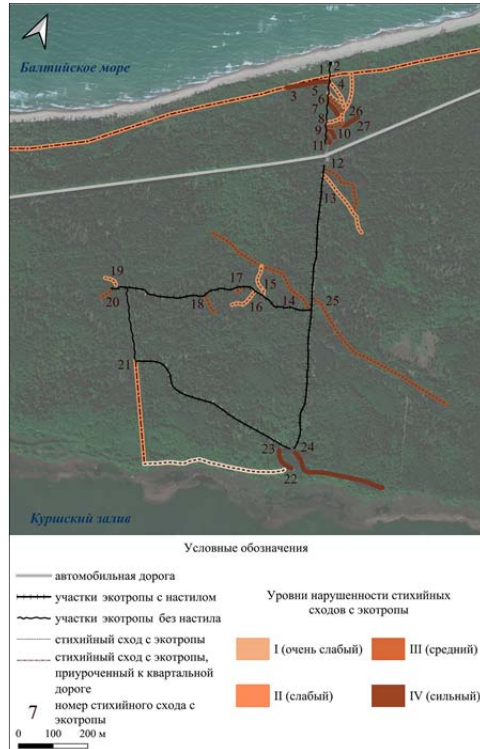 Балтийское море
1 2
3
4
5
6
7
8
26
9
10
27
11
12
13
19
17
15
20
18
16
14
25
21
23
24
22
Куршский залив
Условные обозначения
автомобильная дорога
участки экотропы с настилом
участки экотропы без настила
стихийный сход с экотропы
стихийный сход с экотропы,
приуроченный к квартальной
дороге
7 номер стихийного схода с
экотропы
0 100 200 м
Уровни нарушенности стихийных
сходов с экотропы
I (очень слабый)
III (средний)
II (слабый)
IV (сильный)